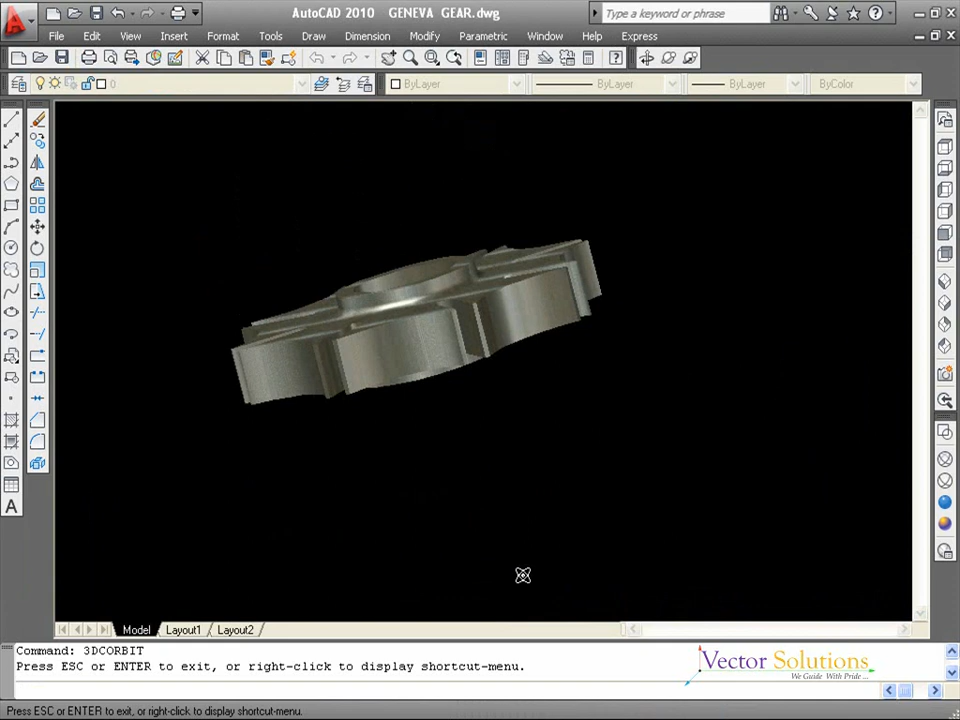 AutoCAD 2010 GENEVA GEAR.dwg
Type a keyword or phrase
File Edit View Insert Format Tools Draw Dimension Modify Parametric Window Help Express
0 ByLayer ByLayer ByLayer ByColor
A
Model Layout1 Layout2
Command: 3DCORBIT
Press ESC or ENTER to exit, or right-click to display shortcut-menu.
Vector Solutions
We Guide With Pride ...
Press ESC or ENTER to exit, or right-click to display shortcut-menu.